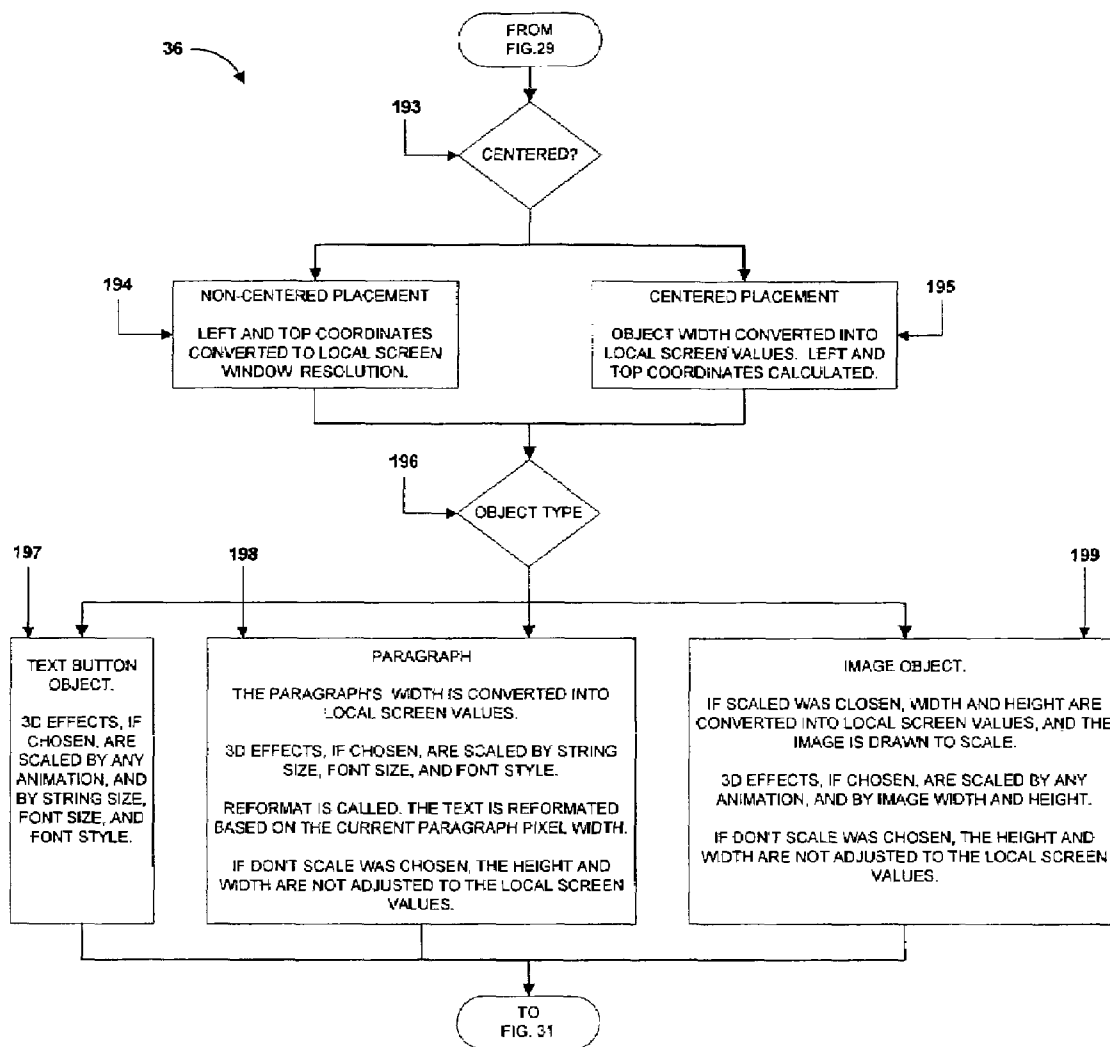 FROM
FIG.29
36
193
CENTERED?
194
NON-CENTERED PLACEMENT
LEFT AND TOP COORDINATES
CONVERTED TO LOCAL SCREEN
WINDOW RESOLUTION.
CENTERED PLACEMENT
OBJECT WIDTH CONVERTED INTO
LOCAL SCREEN VALUES. LEFT AND
TOP COORDINATES CALCULATED.
195
196
OBJECT TYPE
197
198
199
TEXT BUTTON
OBJECT.
3D EFFECTS, IF
CHOSEN, ARE
SCALED BY ANY
ANIMATION, AND
BY STRING SIZE,
FONT SIZE, AND
FONT STYLE.
PARAGRAPH
THE PARAGRAPH'S WIDTH IS CONVERTED INTO
LOCAL SCREEN VALUES.
3D EFFECTS, IF CHOSEN, ARE SCALED BY STRING
SIZE, FONT SIZE, AND FONT STYLE.
REFORMAT IS CALLED. THE TEXT IS REFORMATED
BASED ON THE CURRENT PARAGRAPH PIXEL WIDTH.
IF DON'T SCALE WAS CHOSEN, THE HEIGHT AND
WIDTH ARE NOT ADJUSTED TO THE LOCAL SCREEN
VALUES.
IMAGE OBJECT.
IF SCALED WAS CLOSEN, WIDTH AND HEIGHT ARE
CONVERTED INTO LOCAL SCREEN VALUES, AND THE
IMAGE IS DRAWN TO SCALE.
3D EFFECTS, IF CHOSEN, ARE SCALED BY ANY
ANIMATION, AND BY IMAGE WIDTH AND HEIGHT.
IF DON'T SCALE WAS CHOSEN, THE HEIGHT AND
WIDTH ARE NOT ADJUSTED TO THE LOCAL SCREEN
VALUES.
TO
FIG. 31